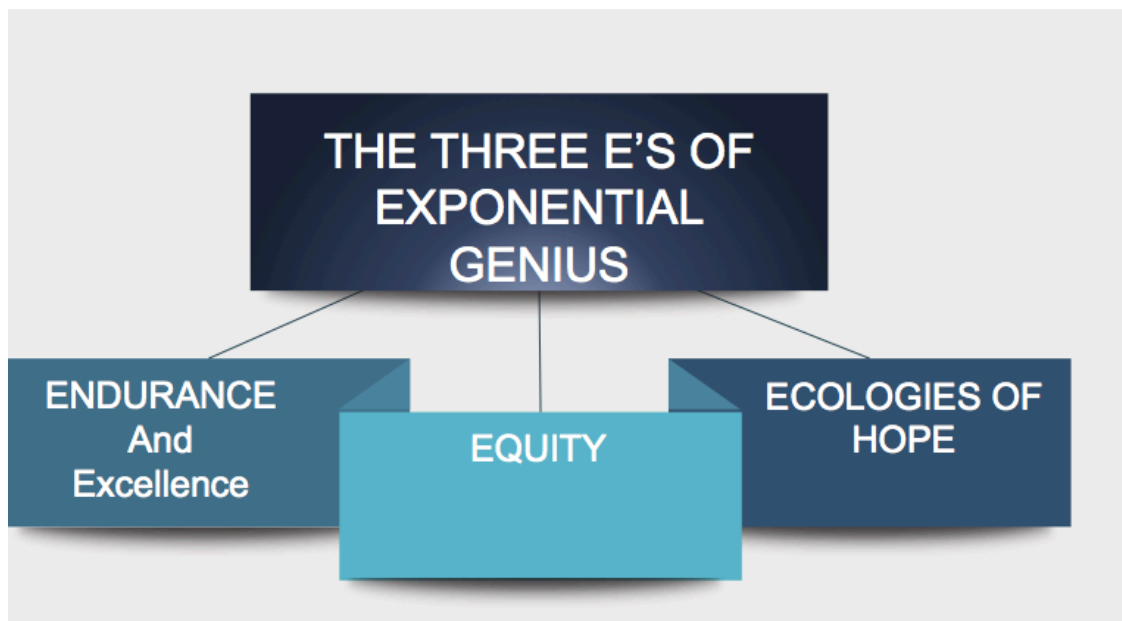 THE THREE E’S OF
EXPONENTIAL
GENIUS
ENDURANCE
And
Excellence
EQUITY
ECOLOGIES OF
HOPE